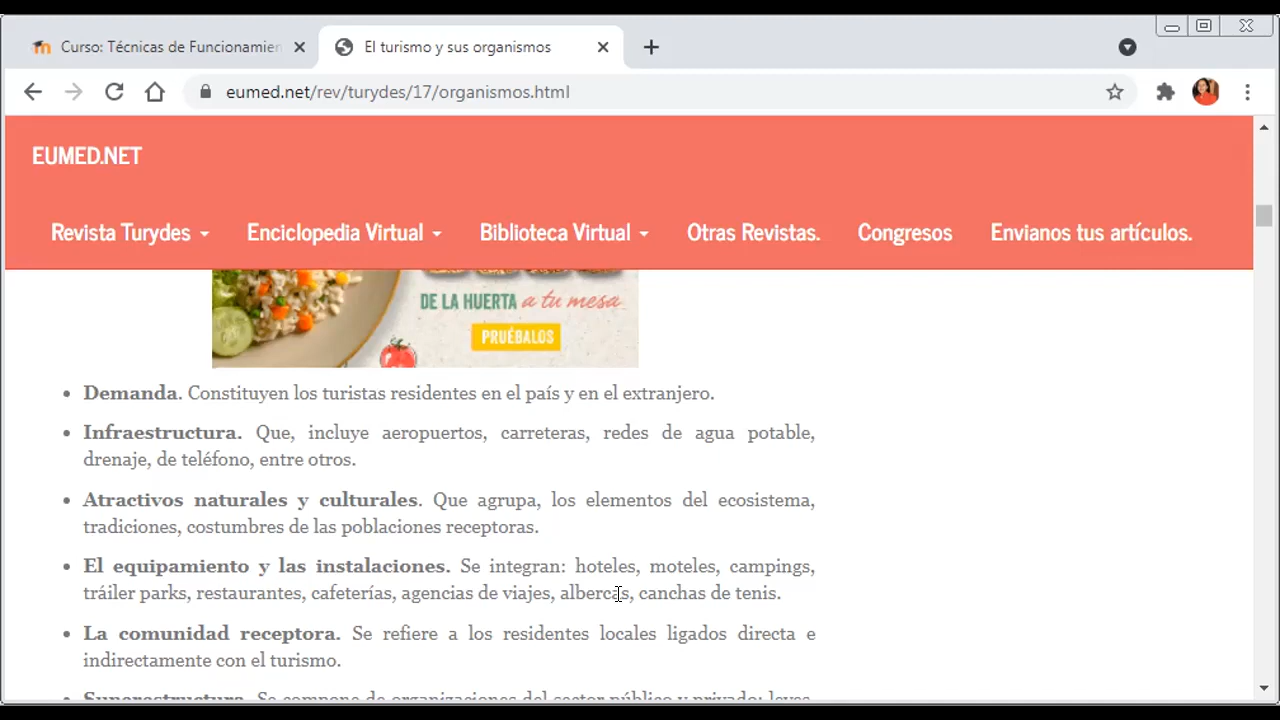 Curso: Técnicas de Funcionamien
El turismo y sus organismos
eumed.net/rev/turydes/17/organismos.html
EUMED.NET
Revista Turydes
Enciclopedia Virtual
Biblioteca Virtual
Otras Revistas.
Congresos
Envianos tus artículos.
DE LA HUERTA a tu mesa
PRUÉBALOS
• Demanda. Constituyen los turistas residentes en el país y en el extranjero.
• Infraestructura. Que, incluye aeropuertos, carreteras, redes de agua potable,
drenaje, de teléfono, entre otros.
• Atractivos naturales y culturales. Que agrupa, los elementos del ecosistema,
tradiciones, costumbres de las poblaciones receptoras.
• El equipamiento y las instalaciones. Se integran: hoteles, moteles, campings,
tráiler parks, restaurantes, cafeterías, agencias de viajes, albercas, canchas de tenis.
• La comunidad receptora. Se refiere a los residentes locales ligados directa e
indirectamente con el turismo.
• Superestructura. Se compone de organizaciones del sector público y privado: leyes,